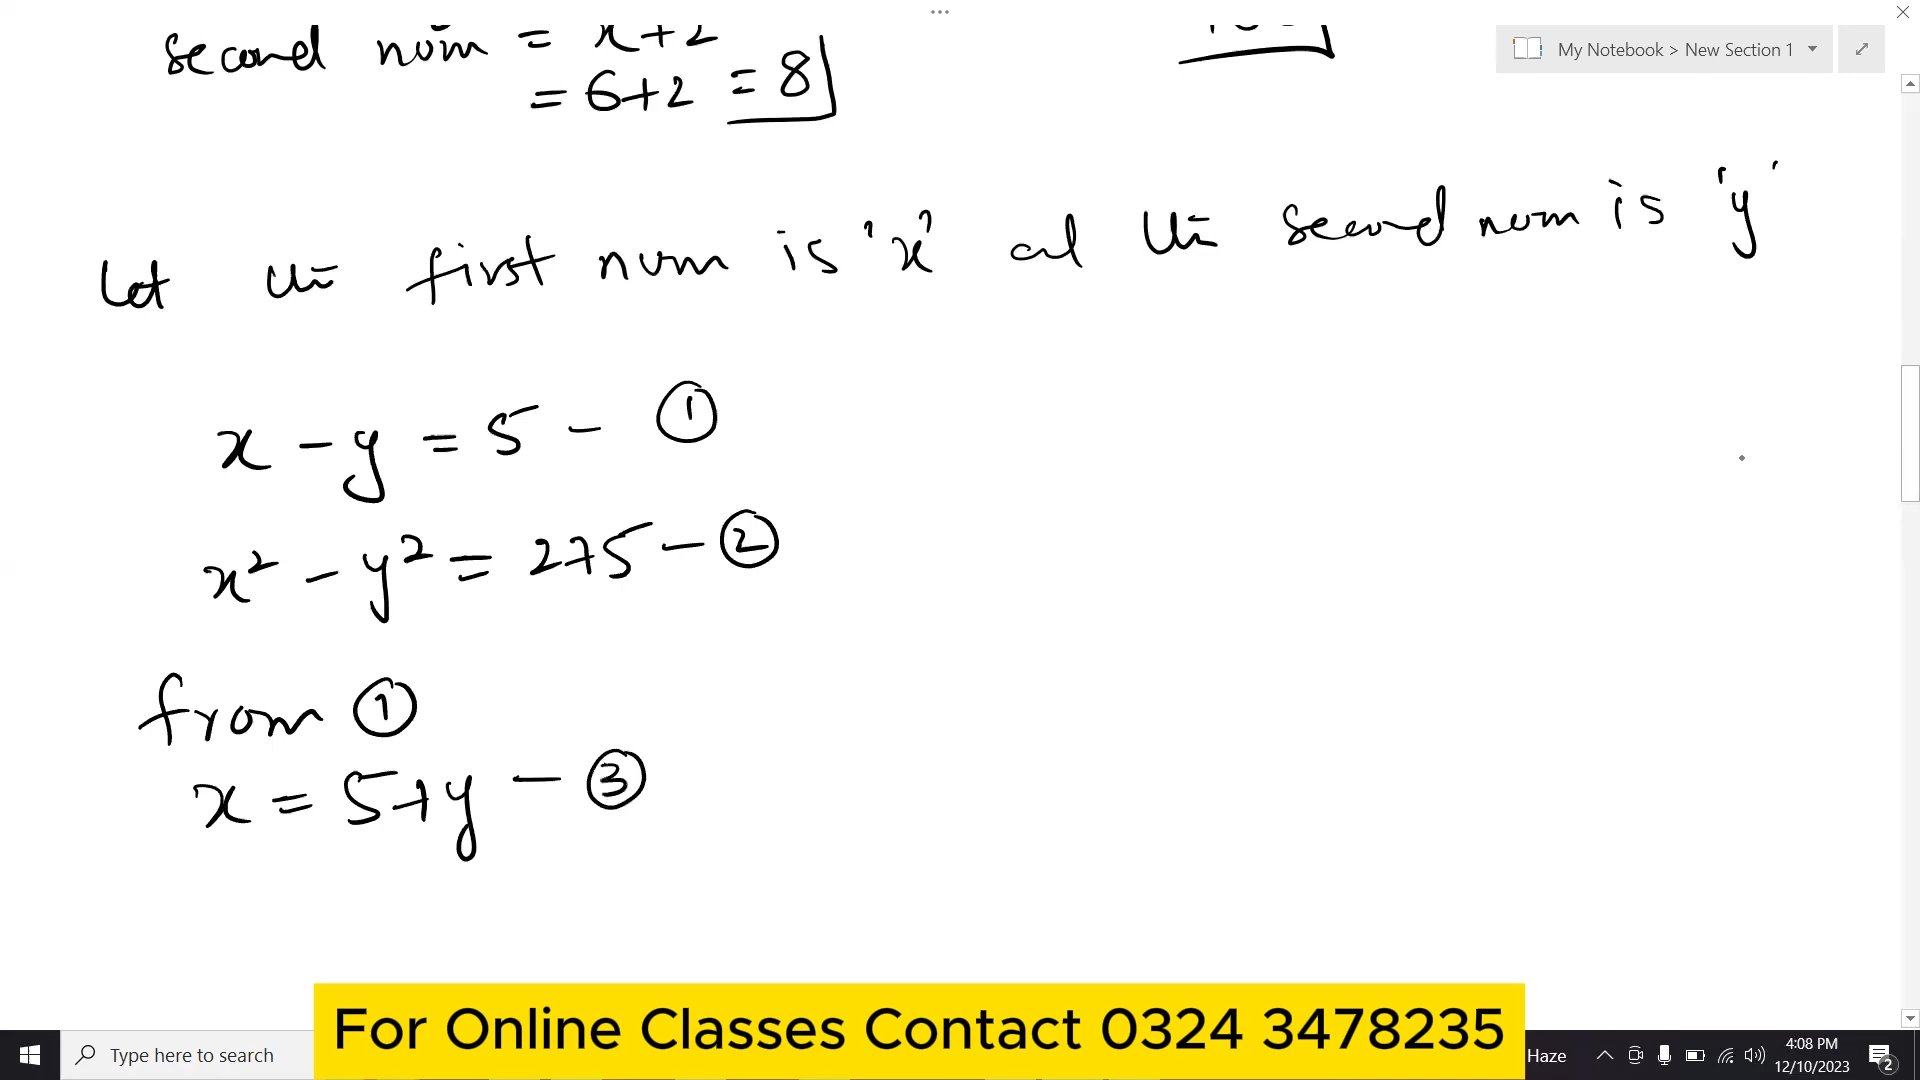 second num = x+2
= 6+2 = 8
My Notebook > New Section 1
Let the first num is 'x' and the second num is 'y'
x - y = 5 - ①
x² - y² = 275 - ②
from ①
x = 5+y - ③
For Online Classes Contact 0324 3478235
Type here to search
Haze
4:08 PM
12/10/2023
2